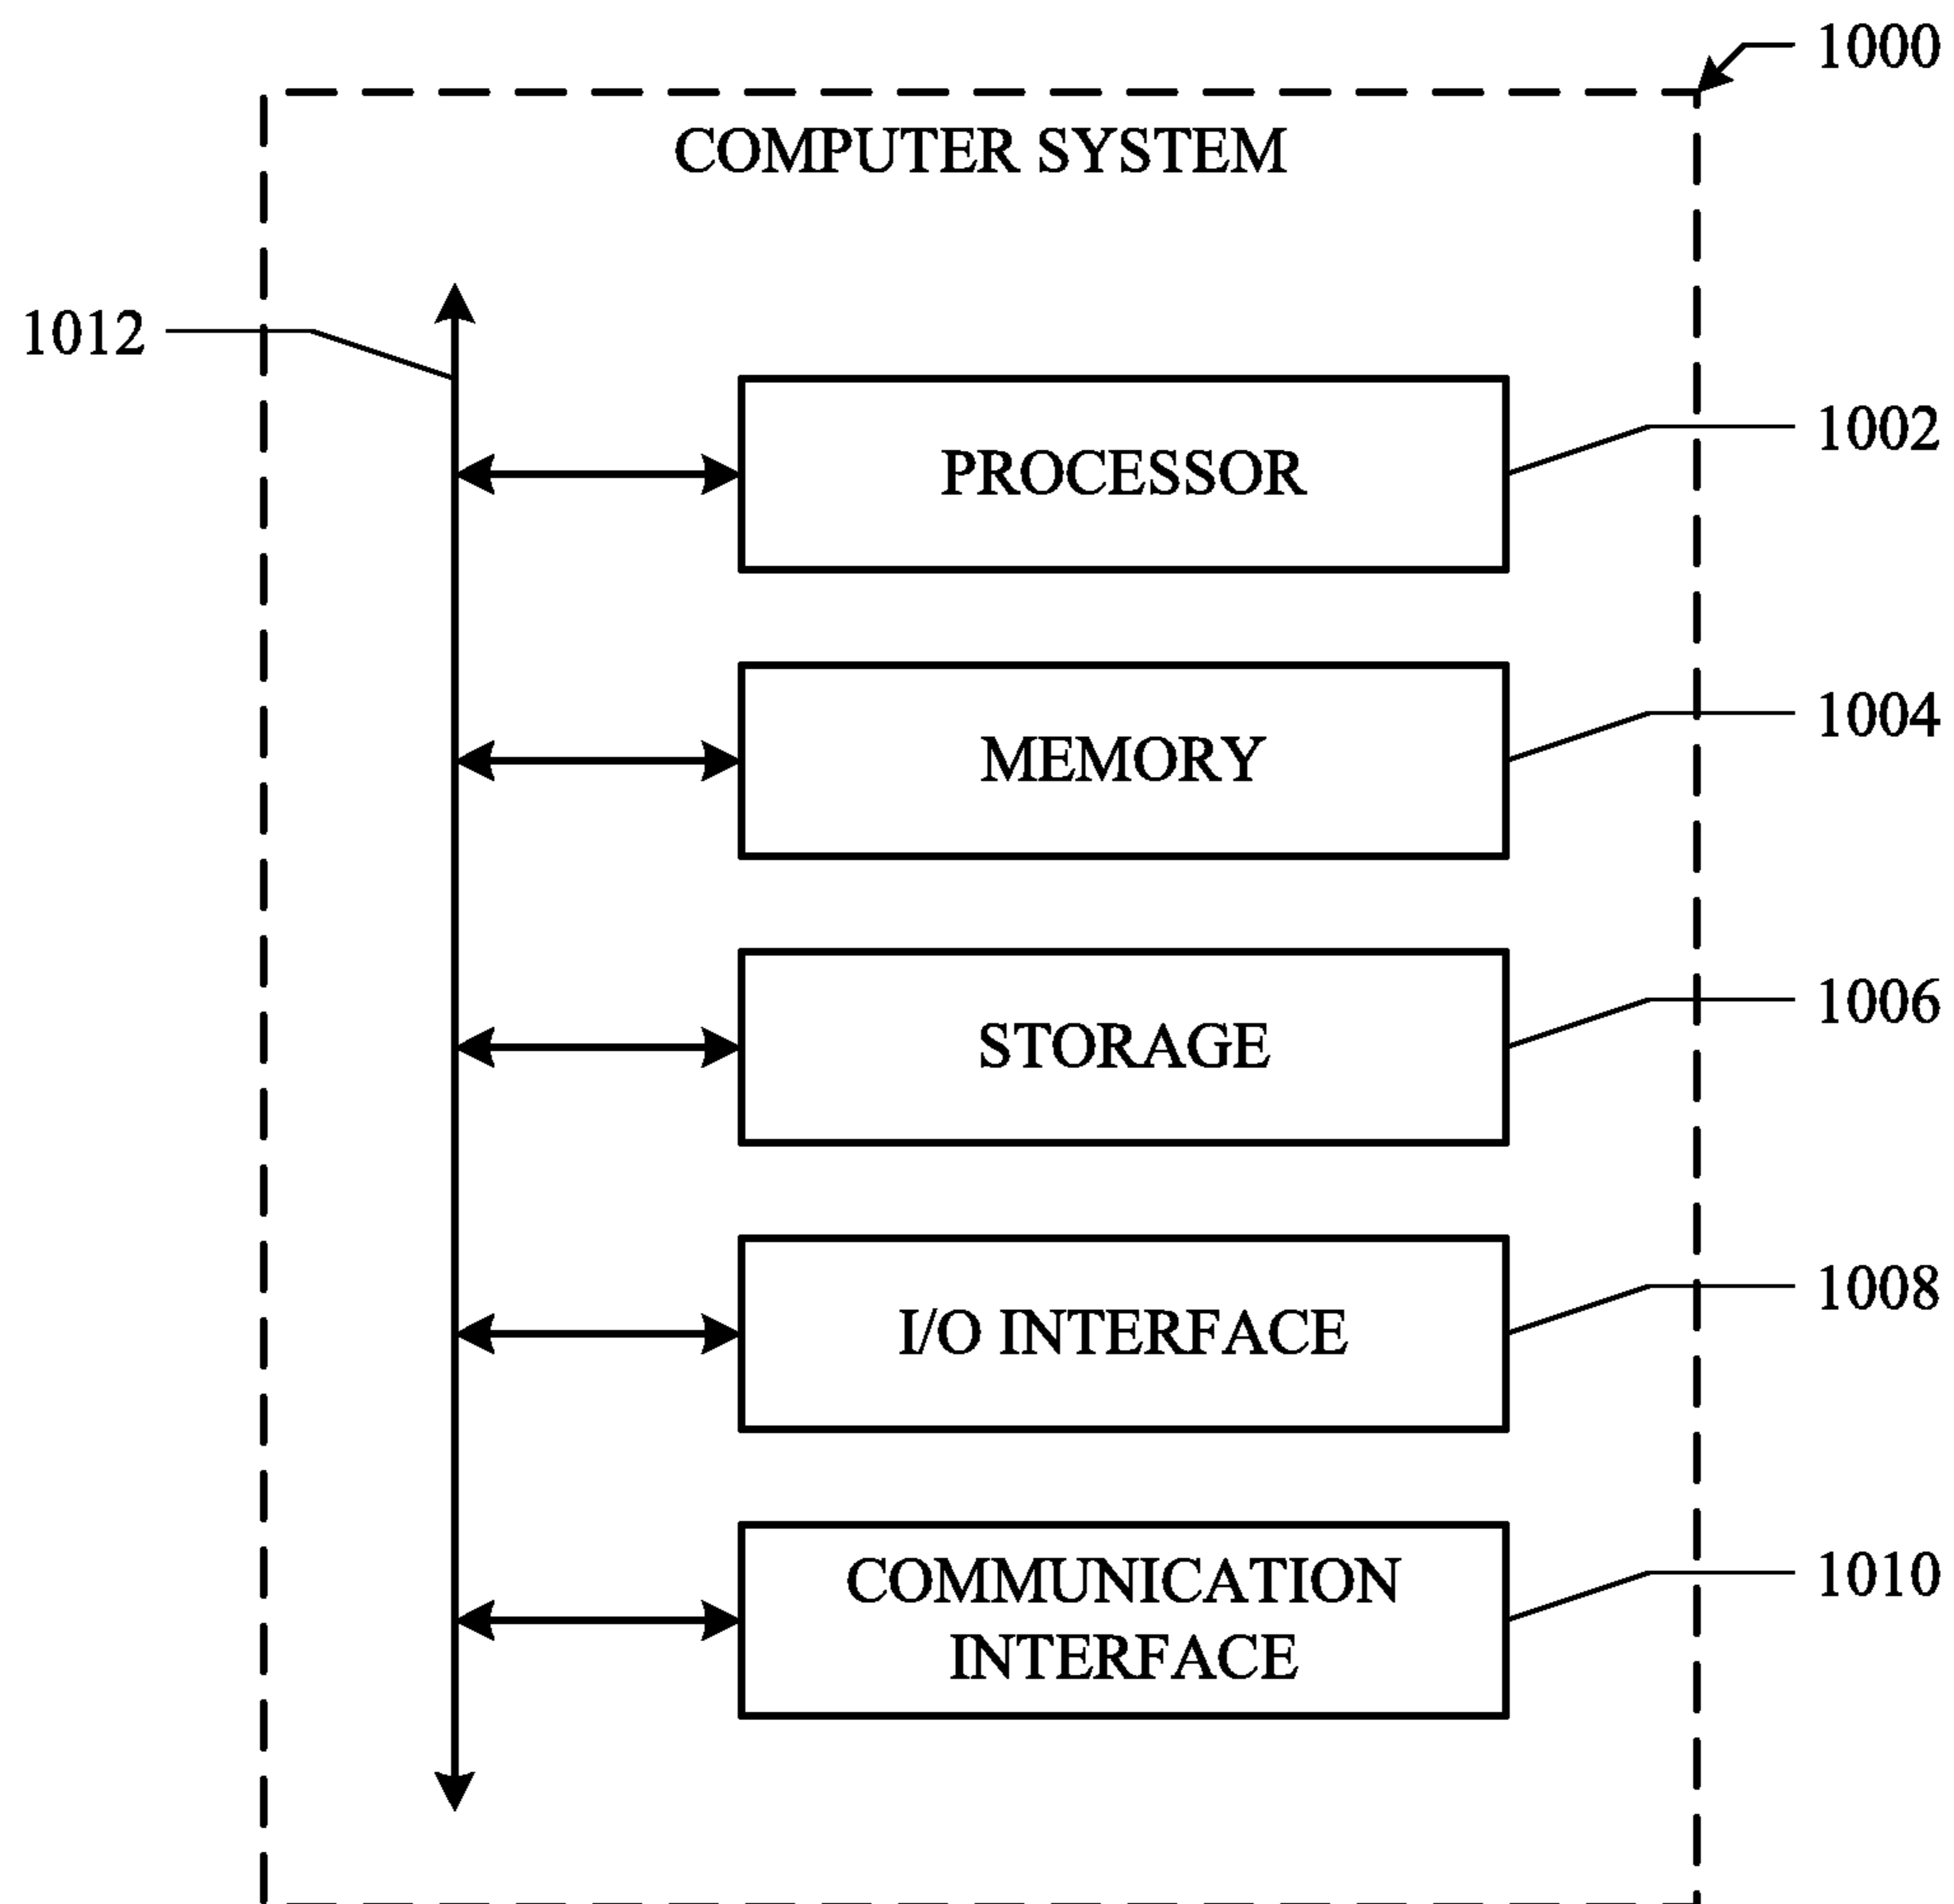 1000
COMPUTER SYSTEM
1012
1002
PROCESSOR
1004
MEMORY
1006
STORAGE
1008
I/O INTERFACE
1010
COMMUNICATION
INTERFACE